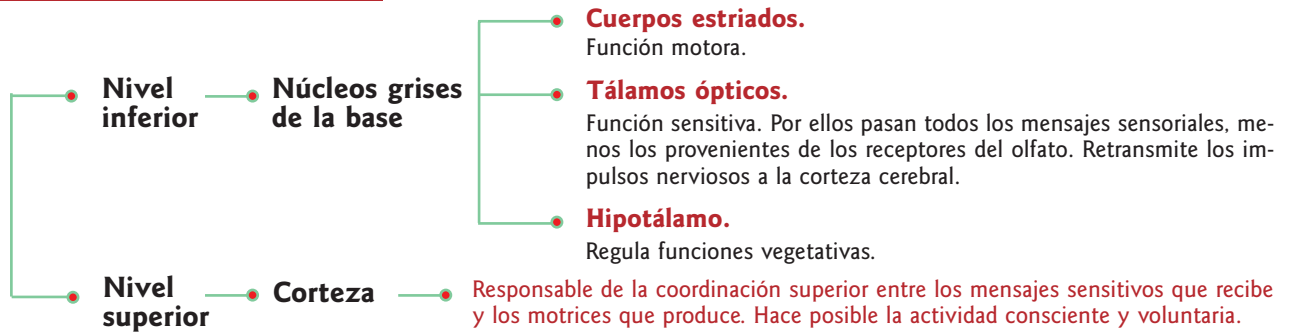 Cuerpos estriados.
Función motora.
Nivel
inferior
Núcleos grises
de la base
Tálamos ópticos.
Función sensitiva. Por ellos pasan todos los mensajes sensoriales, me-
nos los provenientes de los receptores del olfato. Retransmite los im-
pulsos nerviosos a la corteza cerebral.
Hipotálamo.
Regula funciones vegetativas.
Nivel
superior
Corteza
Responsable de la coordinación superior entre los mensajes sensitivos que recibe
y los motrices que produce. Hace posible la actividad consciente y voluntaria.